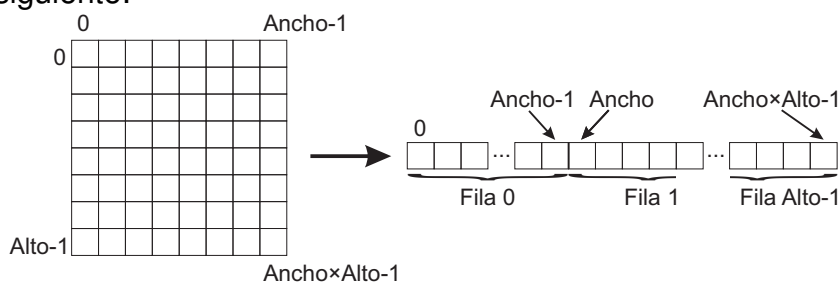 siguiente:
0 Ancho-1
0
Ancho-1 Ancho Ancho×Alto-1
0
... ...
Fila 0 Fila 1 Fila Alto-1
Alto-1
Ancho×Alto-1